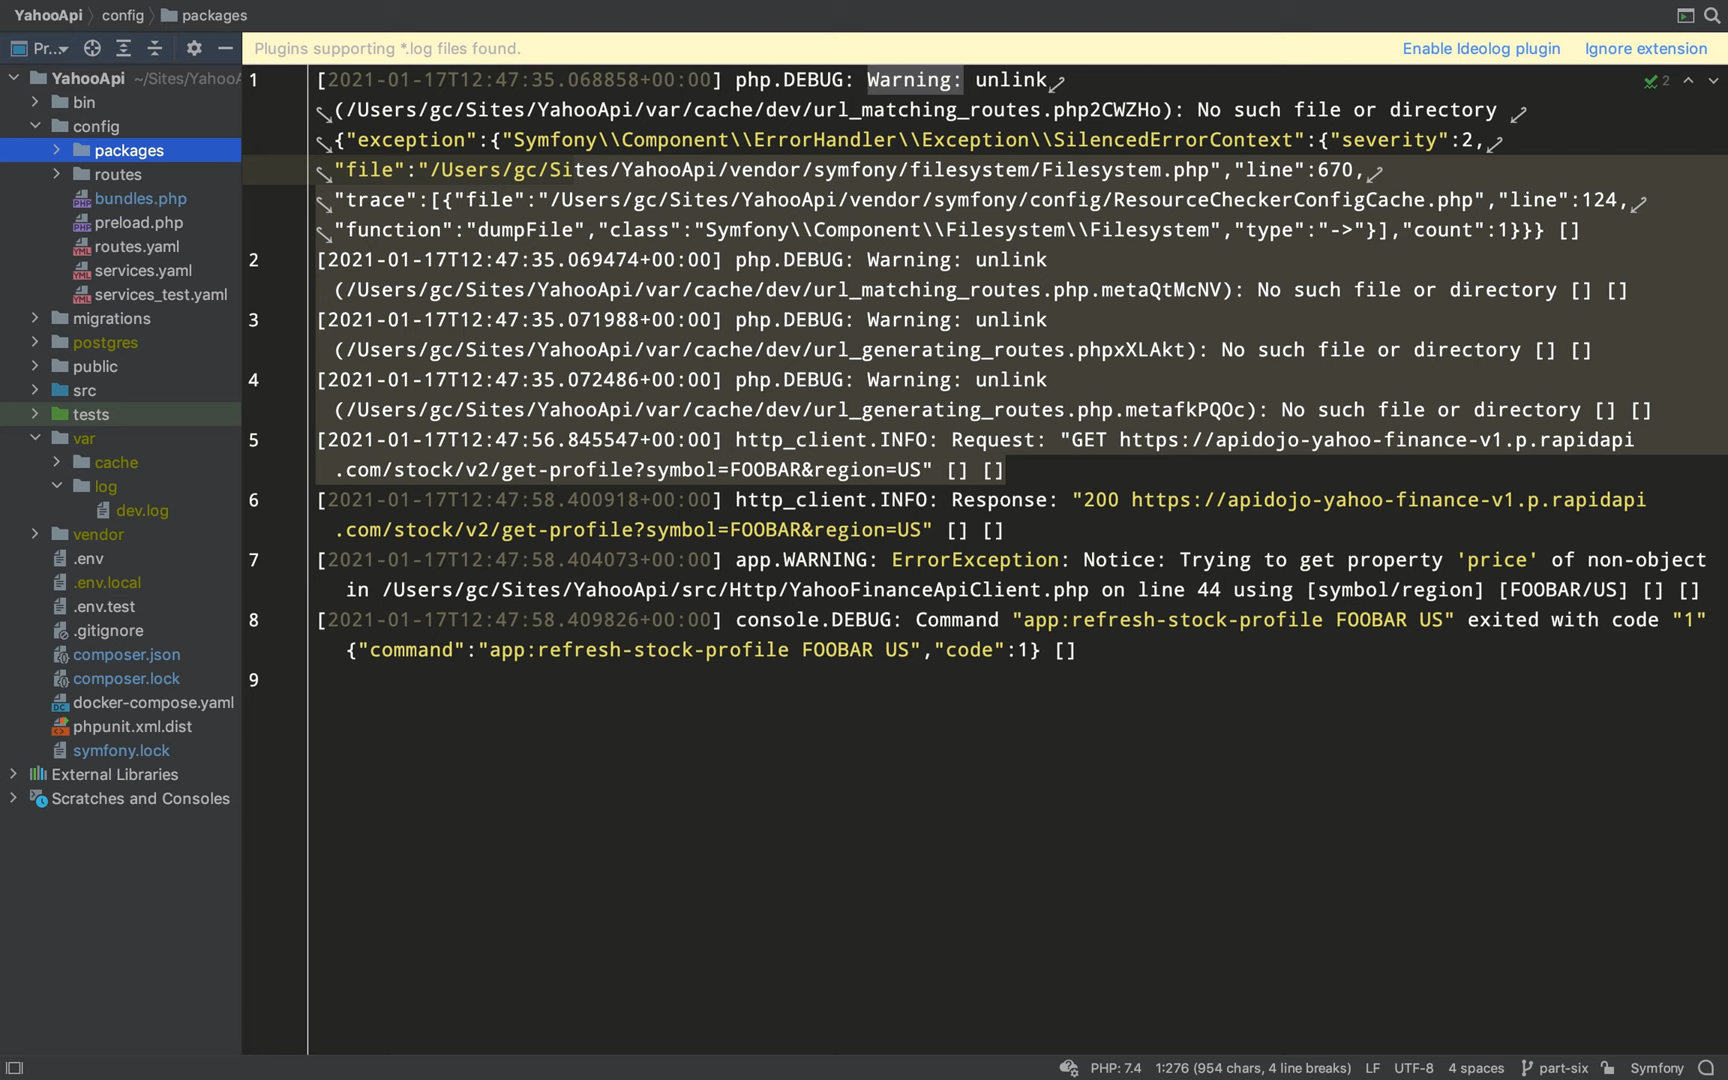 YahooApi config packages
Pr... Plugins supporting *.log files found. Enable Ideolog plugin Ignore extension
YahooApi ~/Sites/YahooA
bin
config
packages
routes
bundles.php
preload.php
routes.yaml
services.yaml
services_test.yaml
migrations
postgres
public
src
tests
var
cache
log
dev.log
vendor
.env
.env.local
.env.test
.gitignore
composer.json
composer.lock
docker-compose.yaml
phpunit.xml.dist
symfony.lock
External Libraries
Scratches and Consoles
2
1 [2021-01-17T12:47:35.068858+00:00] php.DEBUG: Warning: unlink
(/Users/gc/Sites/YahooApi/var/cache/dev/url_matching_routes.php2CWZHo): No such file or directory
{"exception":{"Symfony\\Component\\ErrorHandler\\Exception\\SilencedErrorContext":{"severity":2,
"file":"/Users/gc/Sites/YahooApi/vendor/symfony/filesystem/Filesystem.php","line":670,
"trace":[{"file":"/Users/gc/Sites/YahooApi/vendor/symfony/config/ResourceCheckerConfigCache.php","line":124,
"function":"dumpFile","class":"Symfony\\Component\\Filesystem\\Filesystem","type":"->"}],"count":1}}} []
2 [2021-01-17T12:47:35.069474+00:00] php.DEBUG: Warning: unlink
(/Users/gc/Sites/YahooApi/var/cache/dev/url_matching_routes.php.metaQtMcNV): No such file or directory [] []
3 [2021-01-17T12:47:35.071988+00:00] php.DEBUG: Warning: unlink
(/Users/gc/Sites/YahooApi/var/cache/dev/url_generating_routes.phpxXLAkt): No such file or directory [] []
4 [2021-01-17T12:47:35.072486+00:00] php.DEBUG: Warning: unlink
(/Users/gc/Sites/YahooApi/var/cache/dev/url_generating_routes.php.metafkPQOc): No such file or directory [] []
5 [2021-01-17T12:47:56.845547+00:00] http_client.INFO: Request: "GET https://apidojo-yahoo-finance-v1.p.rapidapi
.com/stock/v2/get-profile?symbol=FOOBAR&region=US" [] []
6 [2021-01-17T12:47:58.400918+00:00] http_client.INFO: Response: "200 https://apidojo-yahoo-finance-v1.p.rapidapi
.com/stock/v2/get-profile?symbol=FOOBAR&region=US" [] []
7 [2021-01-17T12:47:58.404073+00:00] app.WARNING: ErrorException: Notice: Trying to get property 'price' of non-object
in /Users/gc/Sites/YahooApi/src/Http/YahooFinanceApiClient.php on line 44 using [symbol/region] [FOOBAR/US] [] []
8 [2021-01-17T12:47:58.409826+00:00] console.DEBUG: Command "app:refresh-stock-profile FOOBAR US" exited with code "1"
{"command":"app:refresh-stock-profile FOOBAR US","code":1} []
9
PHP: 7.4 1:276 (954 chars, 4 line breaks) LF UTF-8 4 spaces part-six Symfony